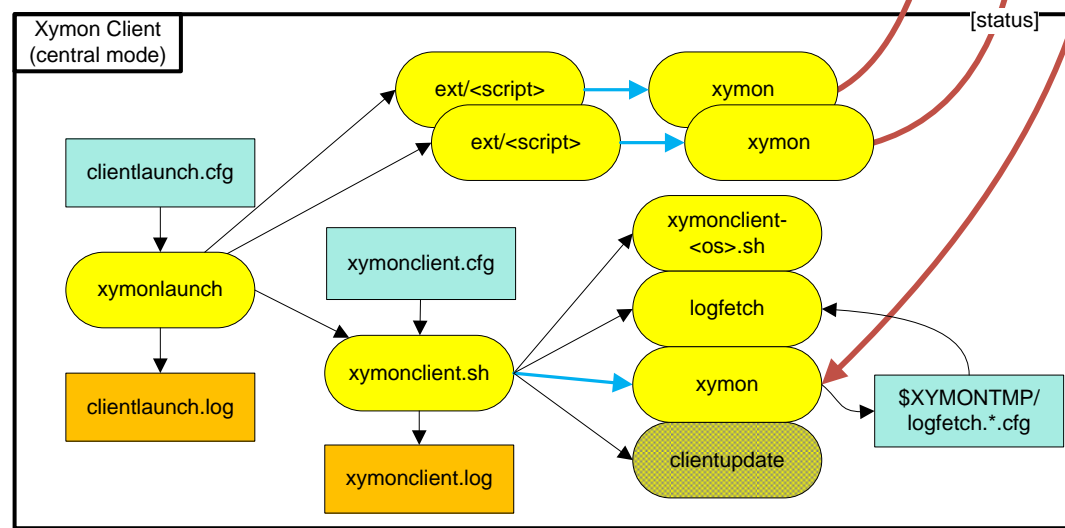 Xymon Client
(central mode)
[status]
ext/<script>
xymon
ext/<script>
xymon
clientlaunch.cfg
xymonclient-
<os>.sh
xymonclient.cfg
xymonlaunch
logfetch
xymonclient.sh
xymon
clientlaunch.log
$XYMONTMP/
logfetch.*.cfg
clientupdate
xymonclient.log